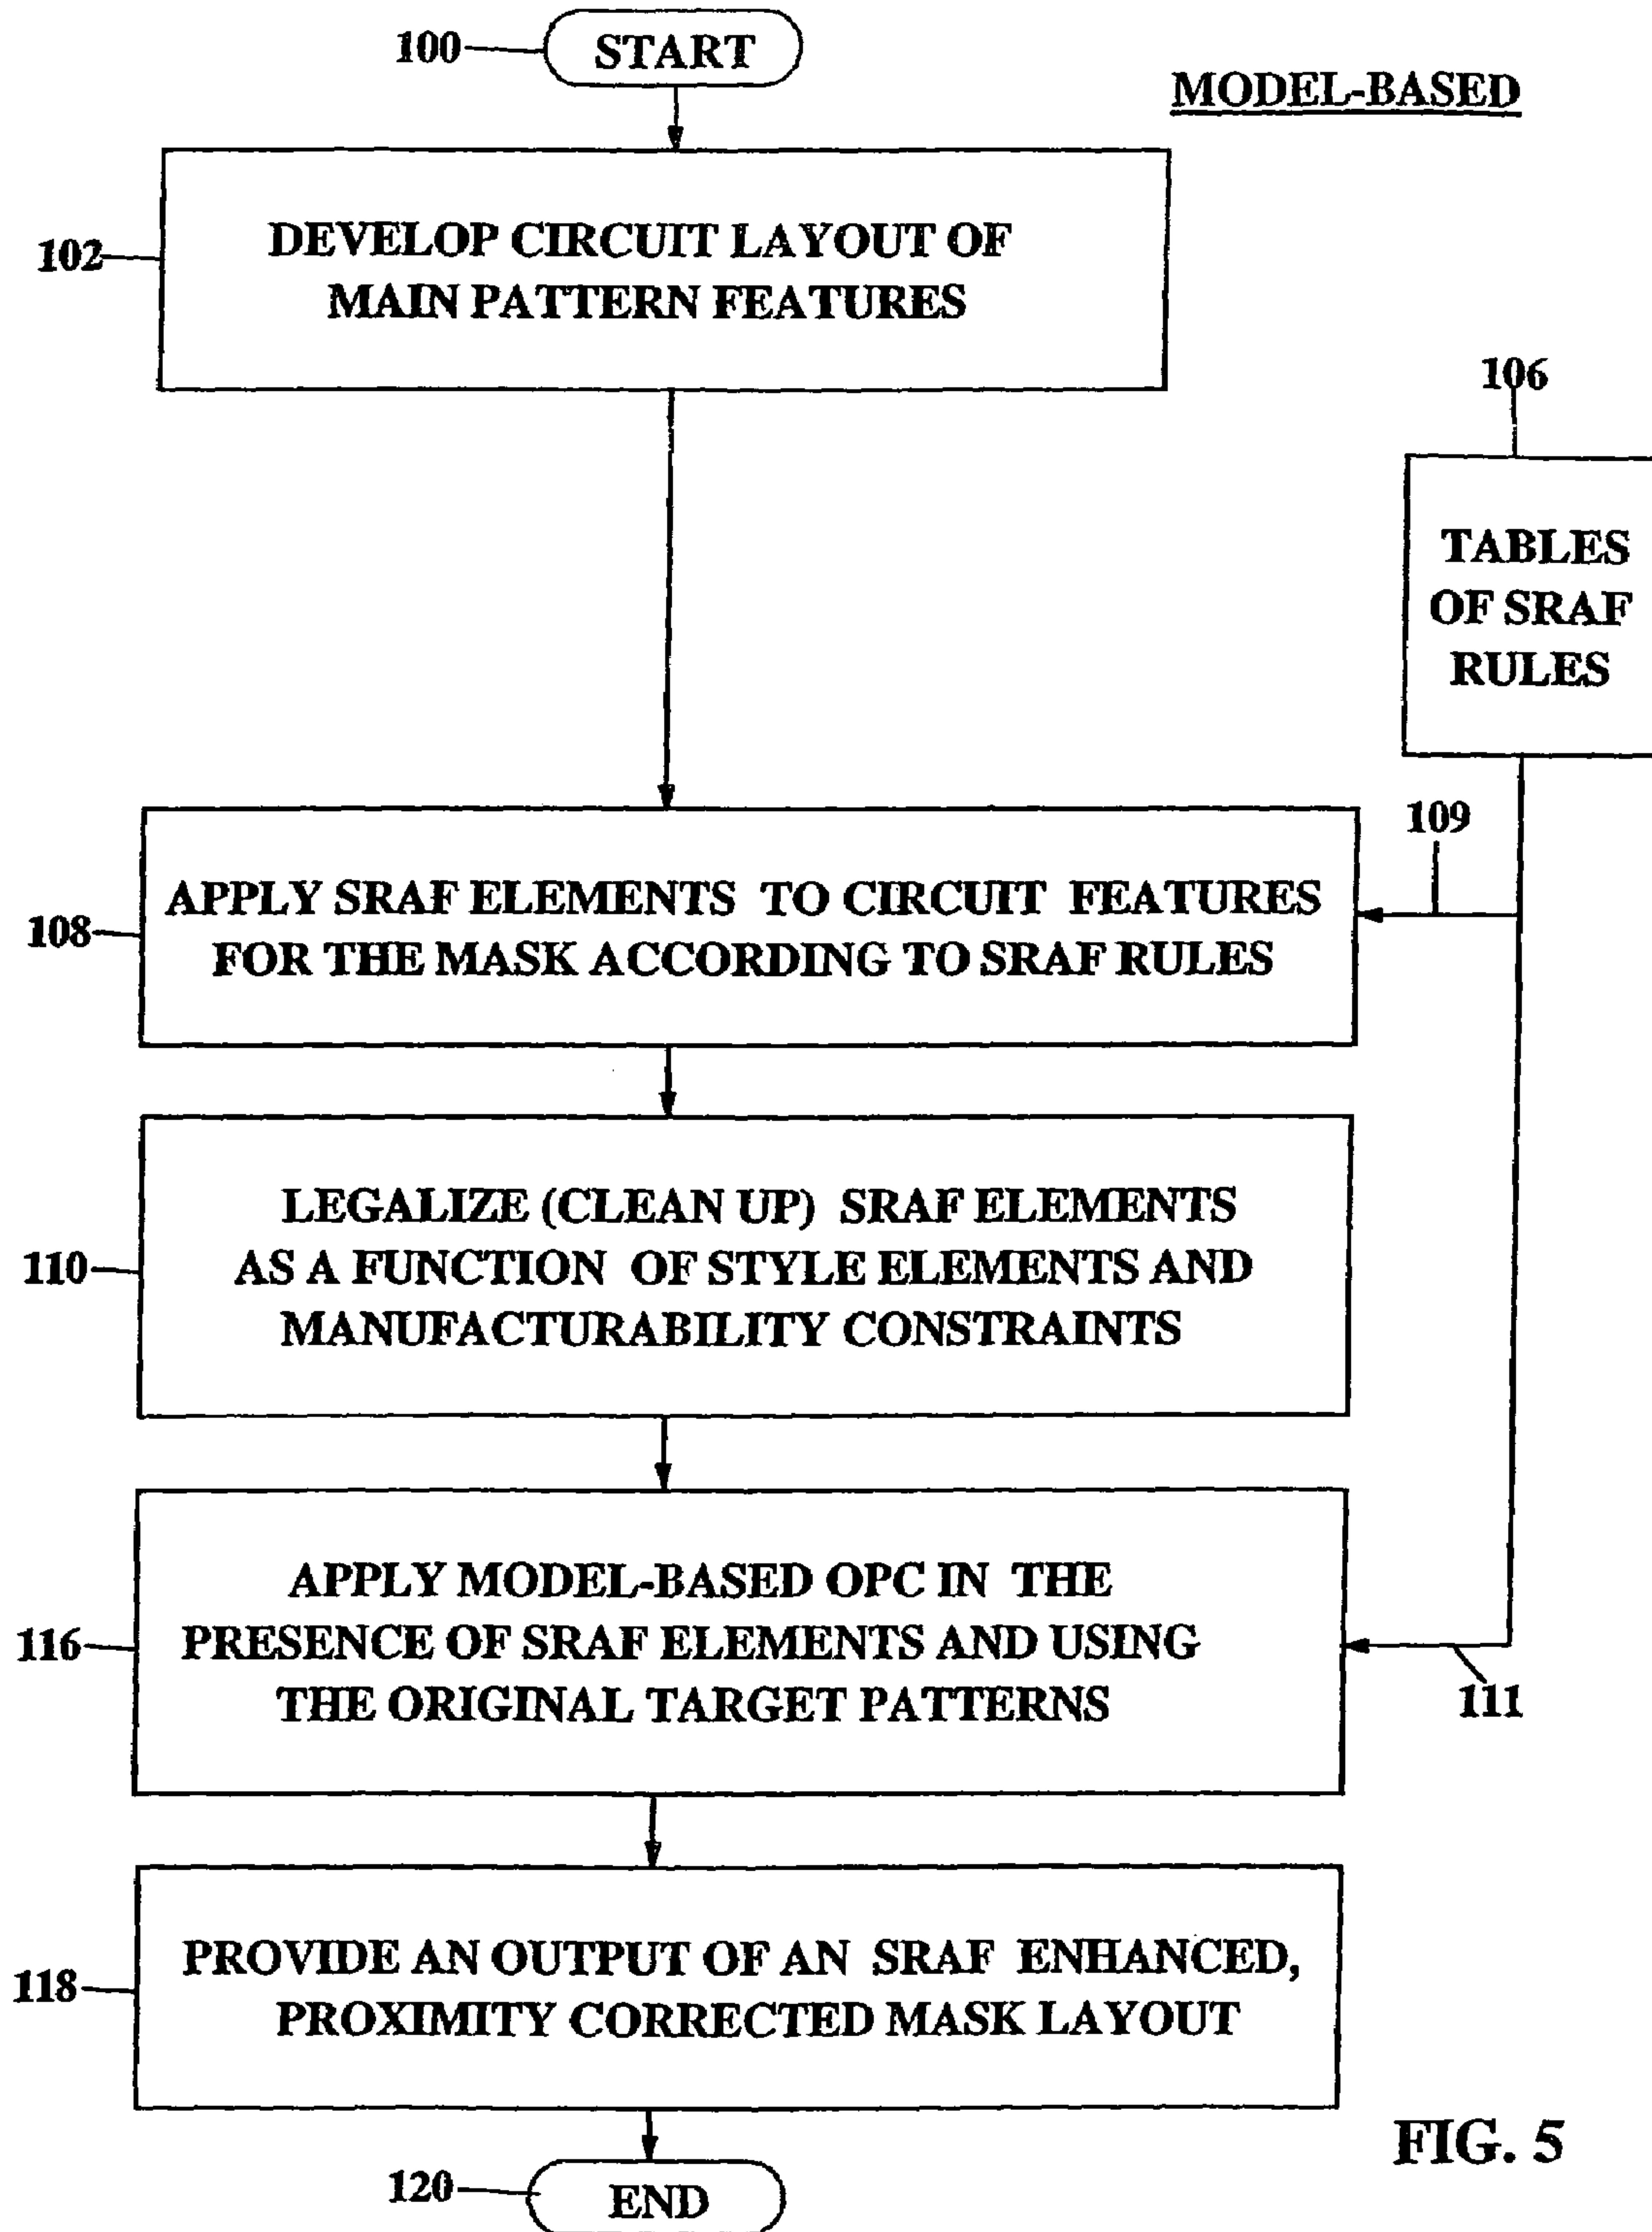 100
START
MODEL-BASED
102
DEVELOP CIRCUIT LAYOUT OF
MAIN PATTERN FEATURES
106
TABLES
OF SRAF
RULES
109
108
APPLY SRAF ELEMENTS TO CIRCUIT FEATURES
FOR THE MASK ACCORDING TO SRAF RULES
110
LEGALIZE (CLEAN UP) SRAF ELEMENTS
AS A FUNCTION OF STYLE ELEMENTS AND
MANUFACTURABILITY CONSTRAINTS
116
APPLY MODEL-BASED OPC IN THE
PRESENCE OF SRAF ELEMENTS AND USING
THE ORIGINAL TARGET PATTERNS
111
118
PROVIDE AN OUTPUT OF AN SRAF ENHANCED,
PROXIMITY CORRECTED MASK LAYOUT
120
END
FIG. 5